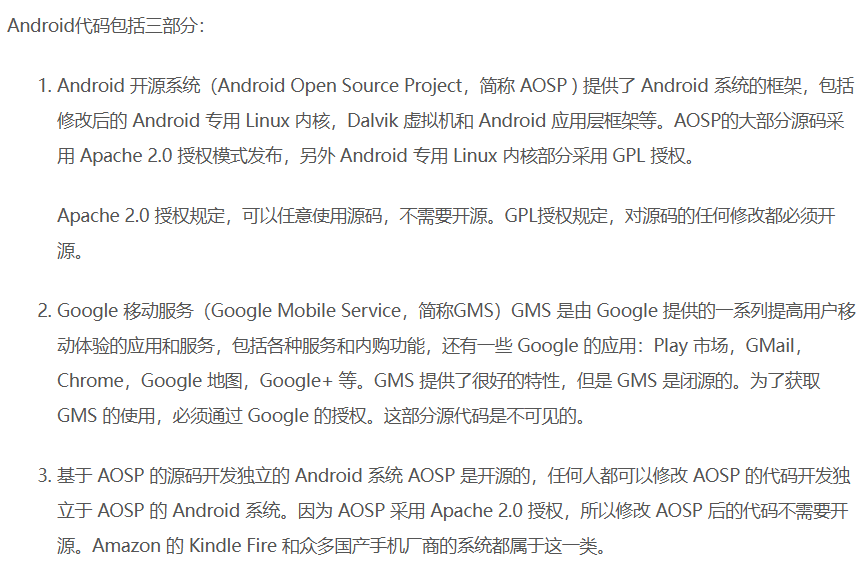 Android代码包括三部分：
1. Android 开源系统（Android Open Source Project，简称 AOSP ) 提供了 Android 系统的框架，包括
修改后的 Android 专用 Linux 内核，Dalvik 虚拟机和 Android 应用层框架等。AOSP的大部分源码采
用 Apache 2.0 授权模式发布，另外 Android 专用 Linux 内核部分采用 GPL 授权。
Apache 2.0 授权规定，可以任意使用源码，不需要开源。GPL授权规定，对源码的任何修改都必须开
源。
2. Google 移动服务（Google Mobile Service，简称GMS）GMS 是由 Google 提供的一系列提高用户移
动体验的应用和服务，包括各种服务和内购功能，还有一些 Google 的应用：Play 市场，GMail，
Chrome，Google 地图，Google+ 等。GMS 提供了很好的特性，但是 GMS 是闭源的。为了获取
GMS 的使用，必须通过 Google 的授权。这部分源代码是不可见的。
3. 基于 AOSP 的源码开发独立的 Android 系统 AOSP 是开源的，任何人都可以修改 AOSP 的代码开发独
立于 AOSP 的 Android 系统。因为 AOSP 采用 Apache 2.0 授权，所以修改 AOSP 后的代码不需要开
源。Amazon 的 Kindle Fire 和众多国产手机厂商的系统都属于这一类。